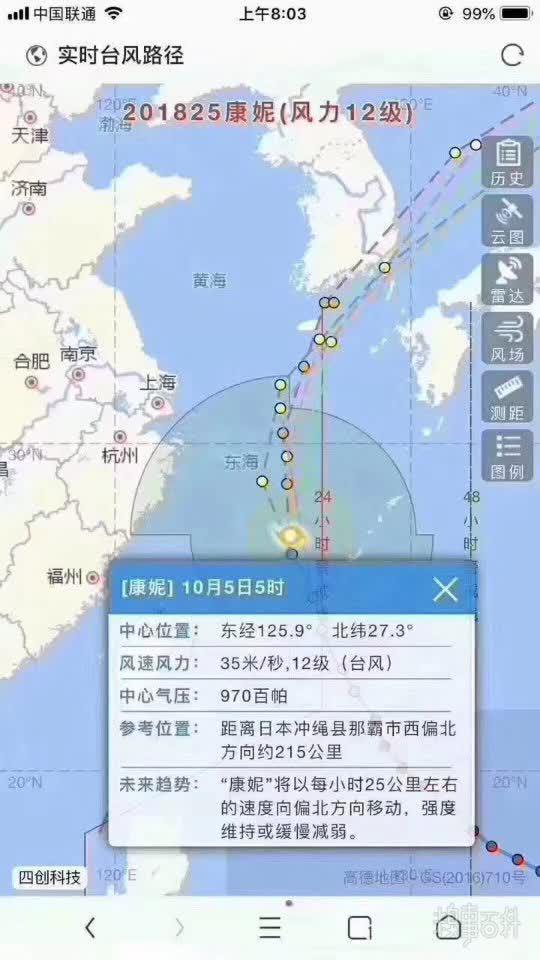 中国联通
上午8:03
99%
实时台风路径
120°E
40°N
201825康妮(风力12级)
渤海
天津
济南
黄海
历史
云图
雷达
风场
测距
图例
合肥
南京
上海
杭州
30°N
东海
24小时
48小时
福州
[康妮] 10月5日5时
中心位置： 东经125.9° 北纬27.3°
风速风力： 35米/秒,12级（台风）
中心气压： 970百帕
参考位置： 距离日本冲绳县那霸市西偏北
方向约215公里
未来趋势： “康妮”将以每小时25公里左右
的速度向偏北方向移动，强度
维持或缓慢减弱。
20°N
20°N
四创科技
120°E
130°E
高德地图 - GS(2016)710号